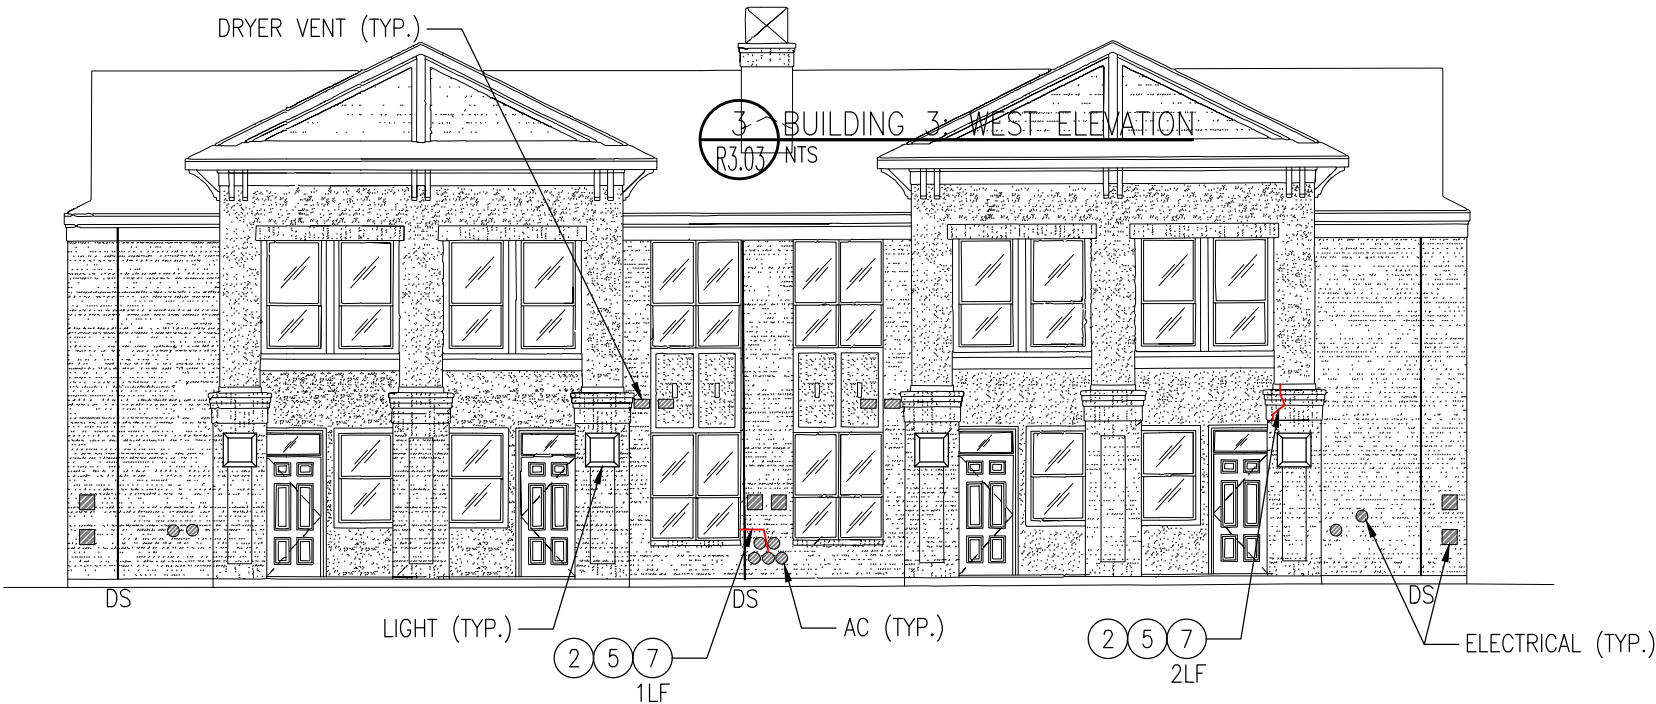 DRYER VENT (TYP.)
3 BUILDING 3: WEST ELEVATION
R3.03 NTS
DS
DS
DS
LIGHT (TYP.)
AC (TYP.)
2 5 7
1LF
2 5 7
2LF
ELECTRICAL (TYP.)